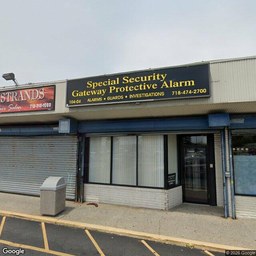 STRANDS
Special Security
Gateway Protective Alarm
ALARMS • GUARDS • INVESTIGATIONS 718-474-2700
Google